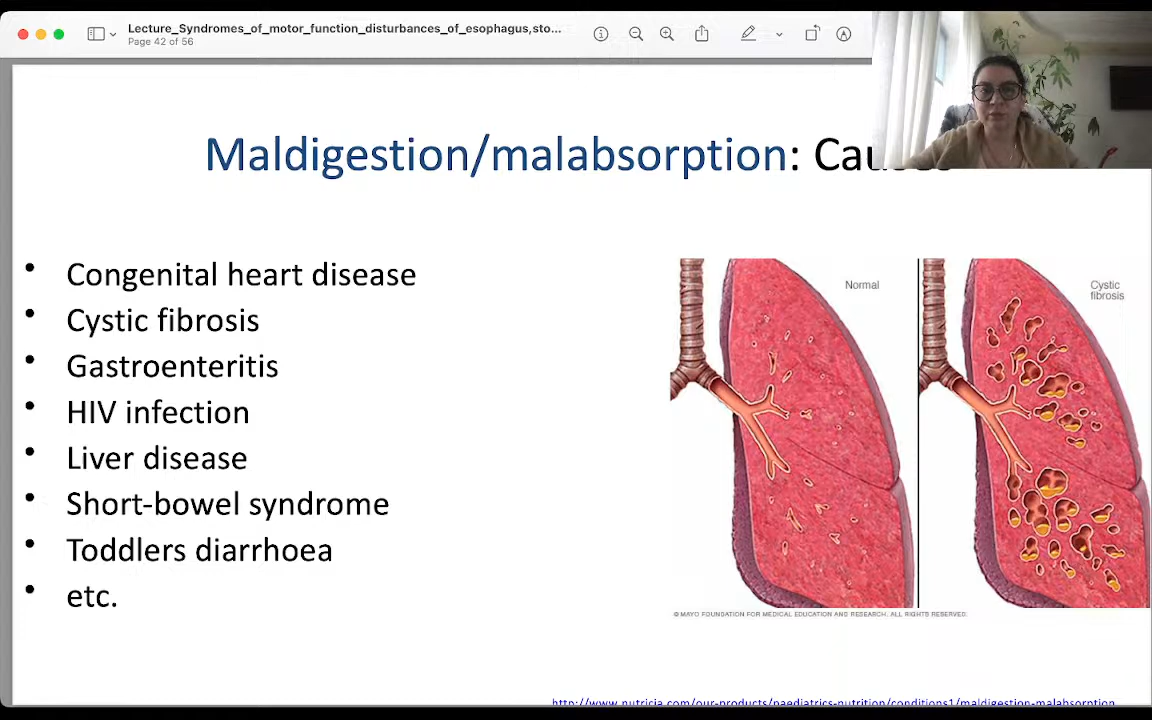 Lecture_Syndromes_of_motor_function_disturbances_of_esophagus,sto...
Page 42 of 56
Maldigestion/malabsorption:
• Congenital heart disease
• Cystic fibrosis
• Gastroenteritis
• HIV infection
• Liver disease
• Short-bowel syndrome
• Toddlers diarrhoea
• etc.
Normal
Cystic
fibrosis
© MAYO FOUNDATION FOR MEDICAL EDUCATION AND RESEARCH. ALL RIGHTS RESERVED.
http://www.nutricia.com/our-products/paediatrics-nutrition/conditions1/maldigestion-malabsorption